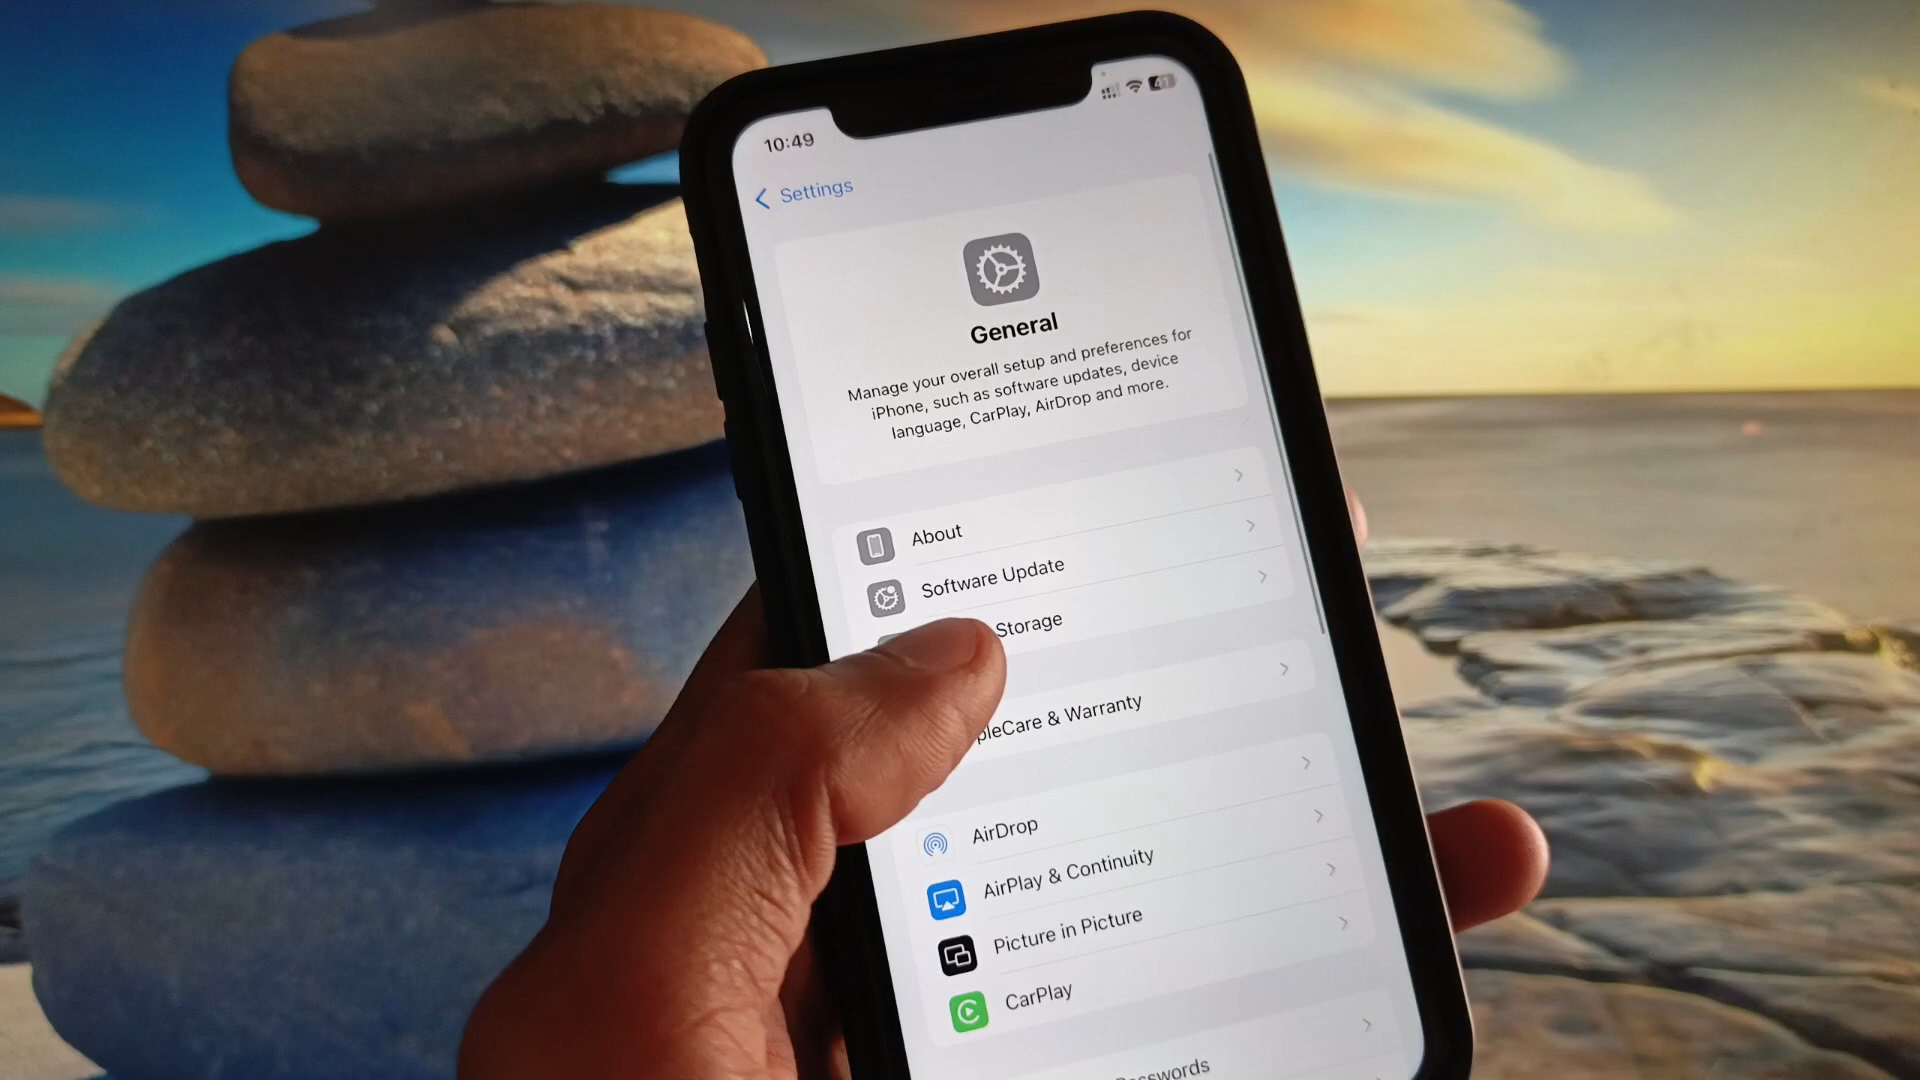 10:49
41
Settings
General
Manage your overall setup and preferences for
iPhone, such as software updates, device
language, CarPlay, AirDrop and more.
About
Software Update
Storage
pleCare & Warranty
AirDrop
AirPlay & Continuity
Picture in Picture
CarPlay